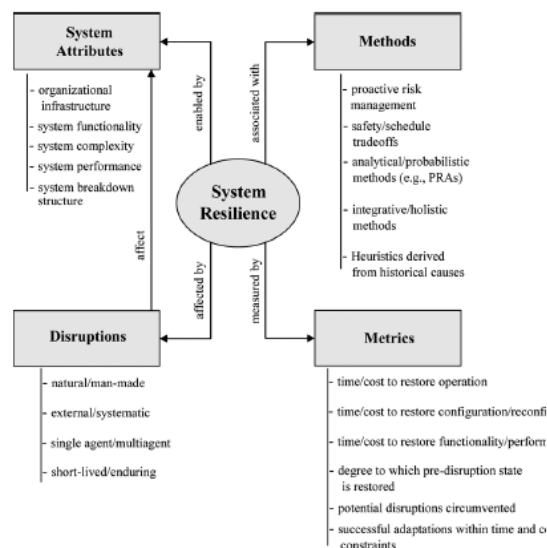 System
Attributes
- organizational
infrastructure
- system functionality
- system complexity
- system performance
- system breakdown
structure
enabled by
associated with
Methods
- proactive risk
management
- safety/schedule
tradeoffs
- analytical/probabilistic
methods (e.g., PRAs)
- integrative/holistic
methods
- Heuristics derived
from historical causes
System
Resilience
affect
affected by
measured by
Disruptions
- natural/man-made
- external/systematic
- single agent/multiagent
- short-lived/enduring
Metrics
- time/cost to restore operation
- time/cost to restore configuration/reconfi
- time/cost to restore functionality/perform
- degree to which pre-disruption state
is restored
- potential disruptions circumvented
- successful adaptations within time and
constraints